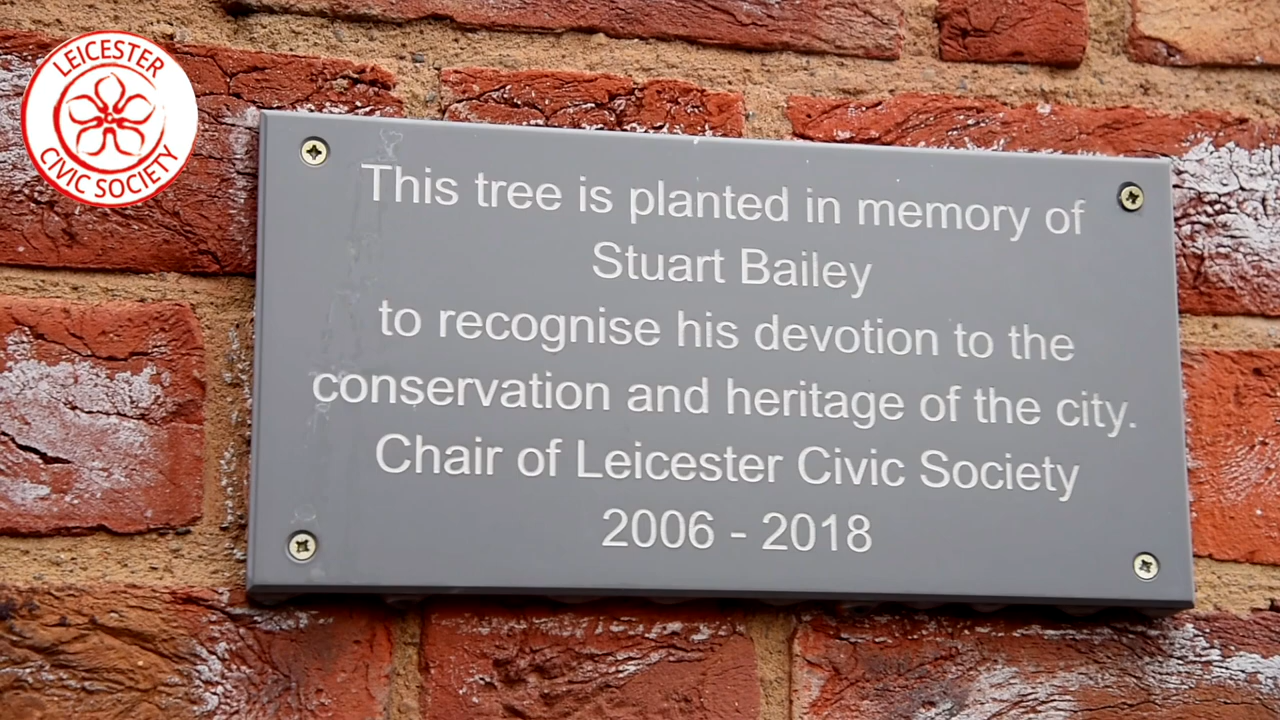 LEICESTER
CIVIC SOCIETY
This tree is planted in memory of
Stuart Bailey
to recognise his devotion to the
conservation and heritage of the city.
Chair of Leicester Civic Society
2006 - 2018